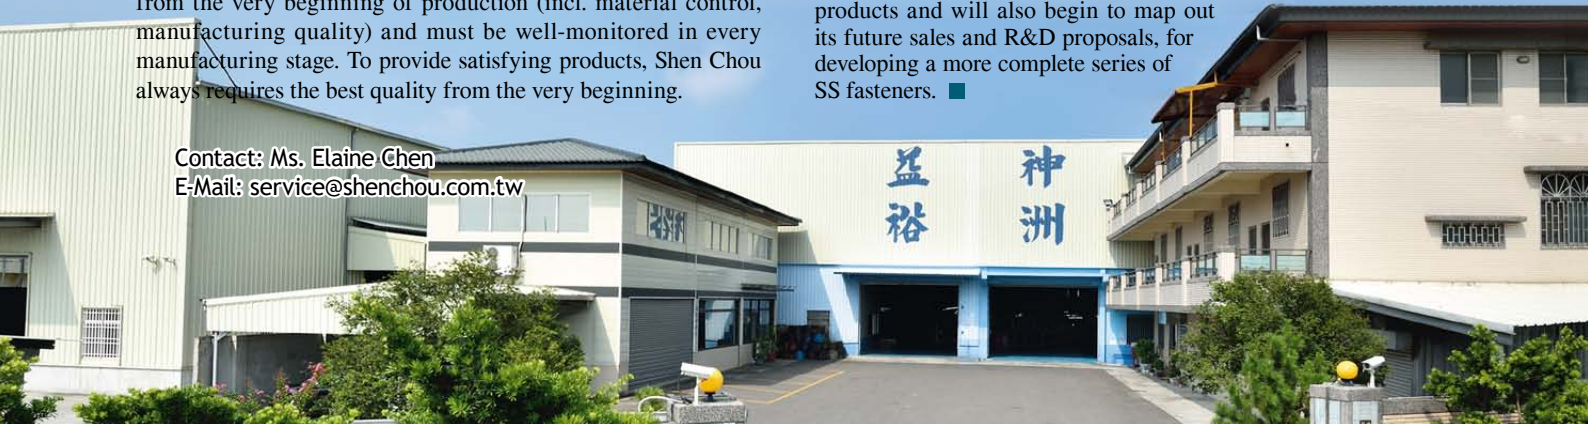 from the very beginning of production (incl. material control,
manufacturing quality) and must be well-monitored in every
manufacturing stage. To provide satisfying products, Shen Chou
always requires the best quality from the very beginning.
products and will also begin to map out
its future sales and R&D proposals, for
developing a more complete series of
SS fasteners.
Contact: Ms. Elaine Chen
E-Mail: service@shenchou.com.tw
神洲
益裕